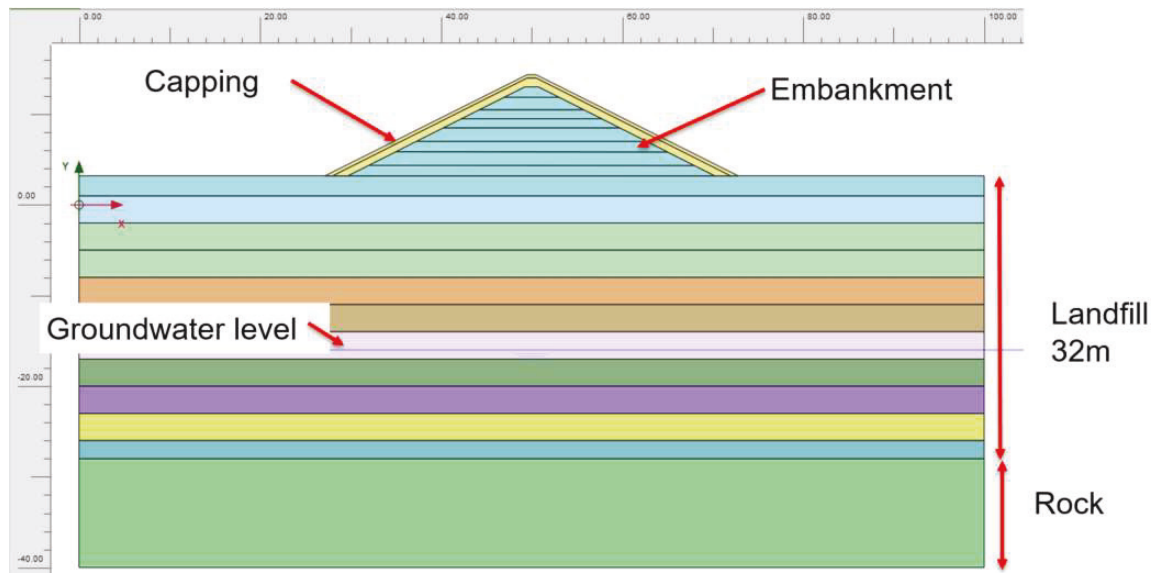 0.00 20.00 40.00 60.00 80.00 100.00
Capping
Embankment
Y
0.00
X
Groundwater level
Landfill
32m
-20.00
Rock
-40.00